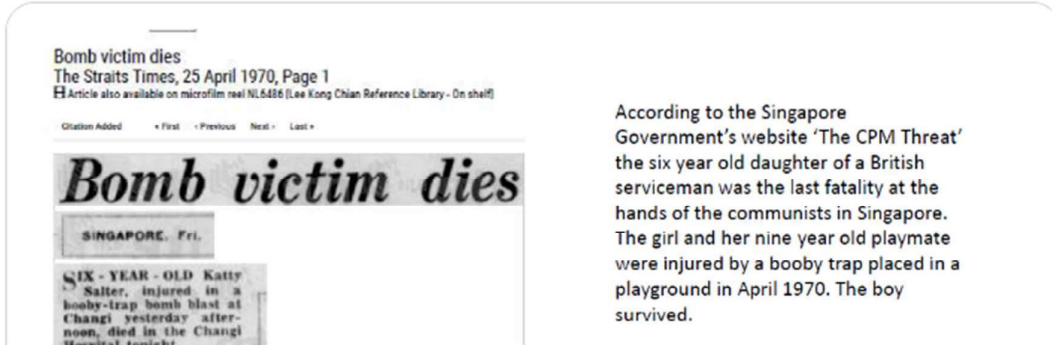 Bomb victim dies
The Straits Times, 25 April 1970, Page 1
Article also available on microfilm reel NL6486 [Lee Kong Chian Reference Library - On shelf]
Citation Added « First ‹ Previous Next › Last »
Bomb victim dies
SINGAPORE, Fri.
SIX - YEAR - OLD Katty
Salter, injured in a
booby-trap bomb blast at
Changi yesterday after-
noon, died in the Changi
Hospital tonight.
According to the Singapore
Government’s website ‘The CPM Threat’
the six year old daughter of a British
serviceman was the last fatality at the
hands of the communists in Singapore.
The girl and her nine year old playmate
were injured by a booby trap placed in a
playground in April 1970. The boy
survived.